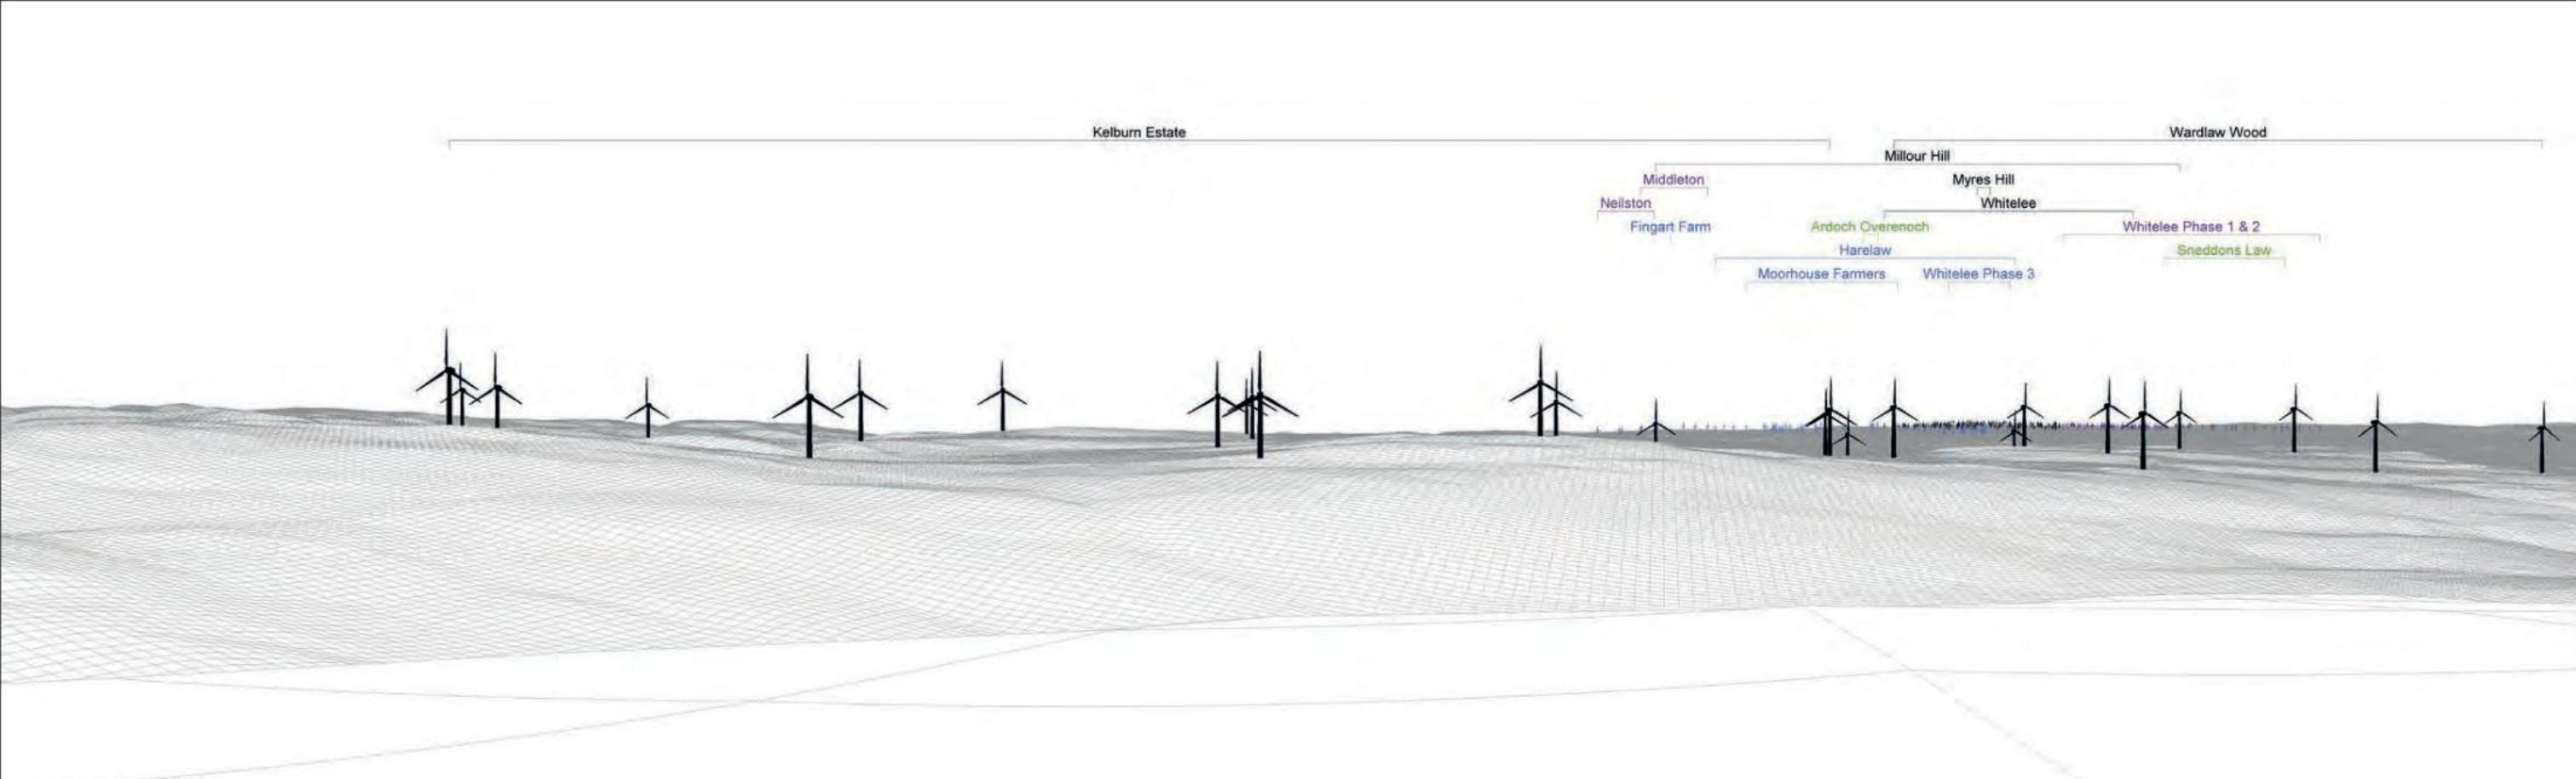 Kelburn Estate
Wardlaw Wood
Millour Hill
Middleton
Myres Hill
Neilston
Whitelee
Fingart Farm
Ardoch Overenoch
Whitelee Phase 1 & 2
Harelaw
Sneddons Law
Moorhouse Farmers
Whitelee Phase 3